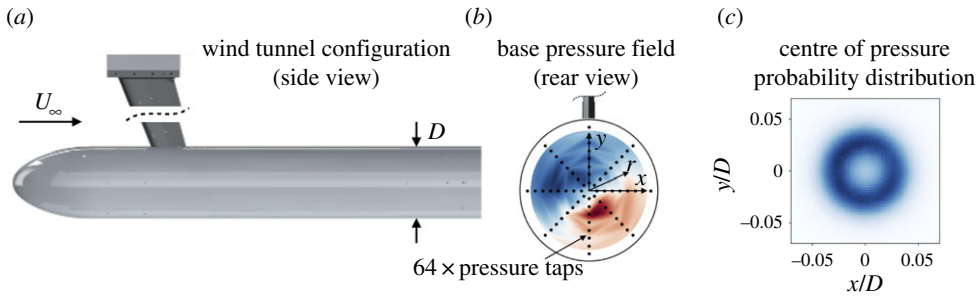 (a)
wind tunnel configuration
(side view)
U∞
D
(b)
base pressure field
(rear view)
y
r
x
64 × pressure taps
(c)
centre of pressure
probability distribution
0.05
0
−0.05
y/D
−0.05 0 0.05
x/D